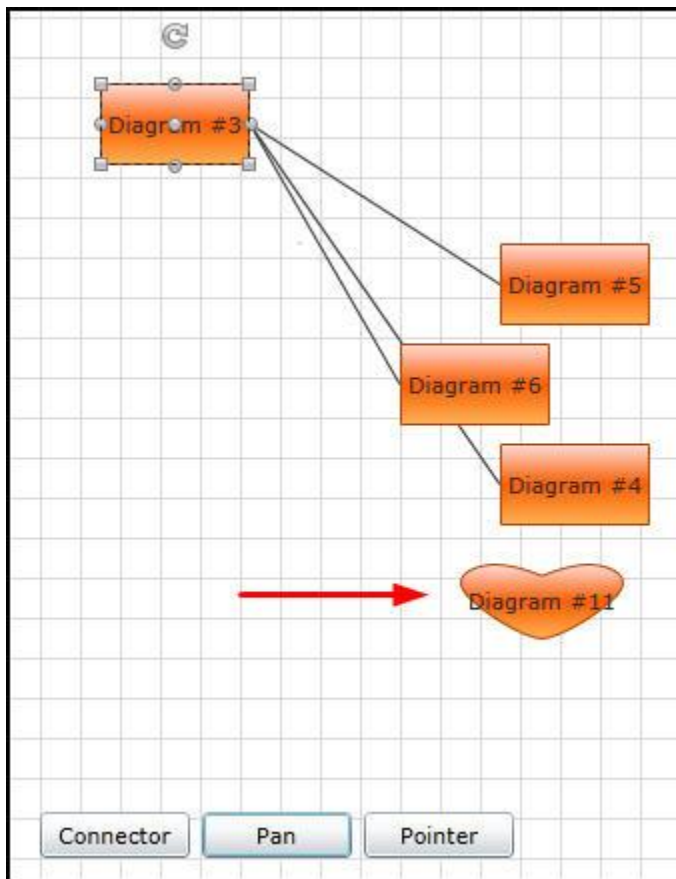 Diagram #3
Diagram #5
Diagram #6
Diagram #4
Diagram #11
Connector
Pan
Pointer